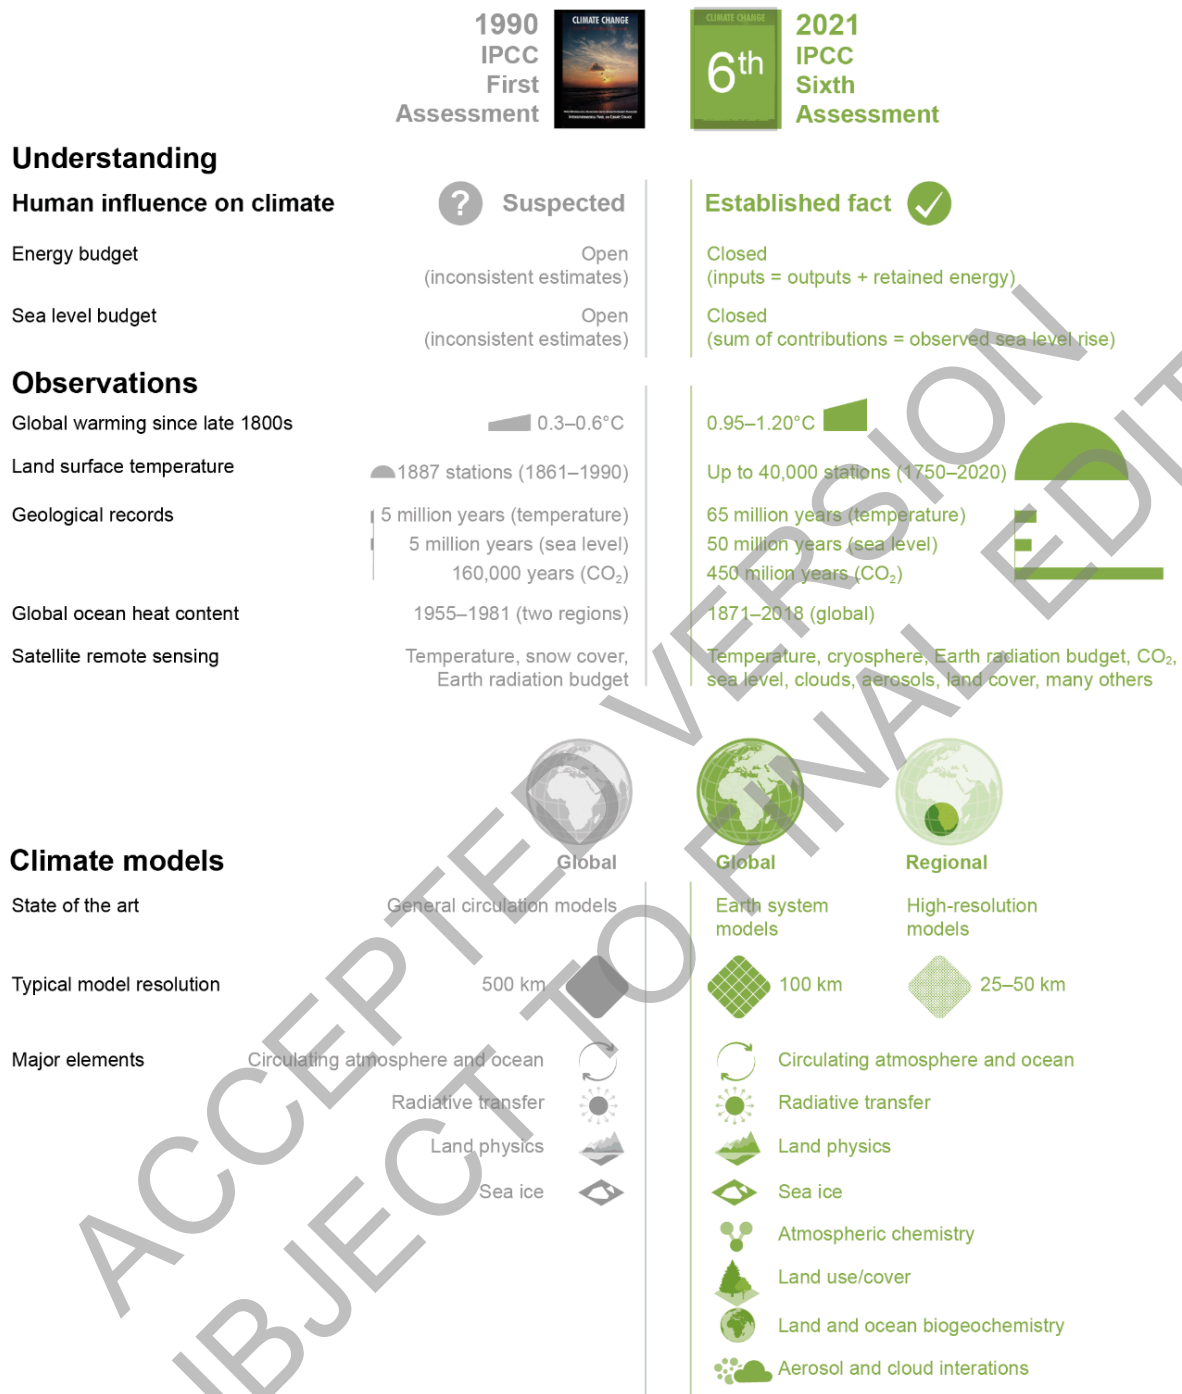 1990
IPCC
First
Assessment
CLIMATE CHANGE
CLIMATE CHANGE
6th
2021
IPCC
Sixth
Assessment
Understanding
Human influence on climate
? Suspected
Established fact
Energy budget
Open
(inconsistent estimates)
Closed
(inputs = outputs + retained energy)
Sea level budget
Open
(inconsistent estimates)
Closed
(sum of contributions = observed sea level rise)
Observations
Global warming since late 1800s
0.3–0.6°C
0.95–1.20°C
Land surface temperature
1887 stations (1861–1990)
Up to 40,000 stations (1750–2020)
Geological records
5 million years (temperature)
65 million years (temperature)
5 million years (sea level)
50 million years (sea level)
160,000 years (CO₂)
450 milion years (CO₂)
Global ocean heat content
1955–1981 (two regions)
1871–2018 (global)
Satellite remote sensing
Temperature, snow cover,
Earth radiation budget
Temperature, cryosphere, Earth radiation budget, CO₂,
sea level, clouds, aerosols, land cover, many others
Climate models
Global
Global
Regional
State of the art
General circulation models
Earth system
models
High-resolution
models
Typical model resolution
500 km
100 km
25–50 km
Major elements
Circulating atmosphere and ocean
Circulating atmosphere and ocean
Radiative transfer
Radiative transfer
Land physics
Land physics
Sea ice
Sea ice
Atmospheric chemistry
Land use/cover
Land and ocean biogeochemistry
Aerosol and cloud interations
ACCEPTED VERSION
BJECT TO FINAL EDIT